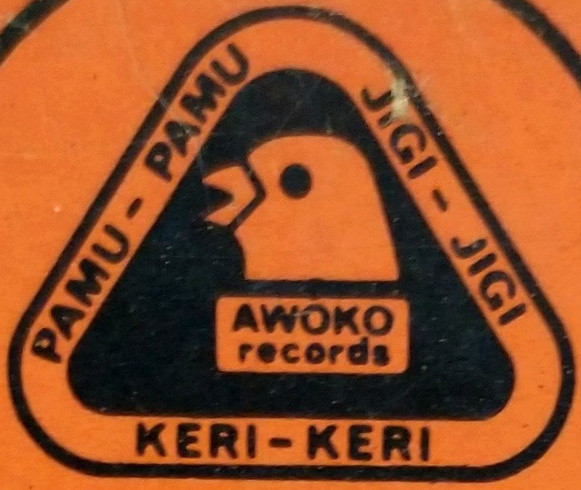 PAMU - PAMU
JIGI - JIGI
AWOKO
records
KERI - KERI